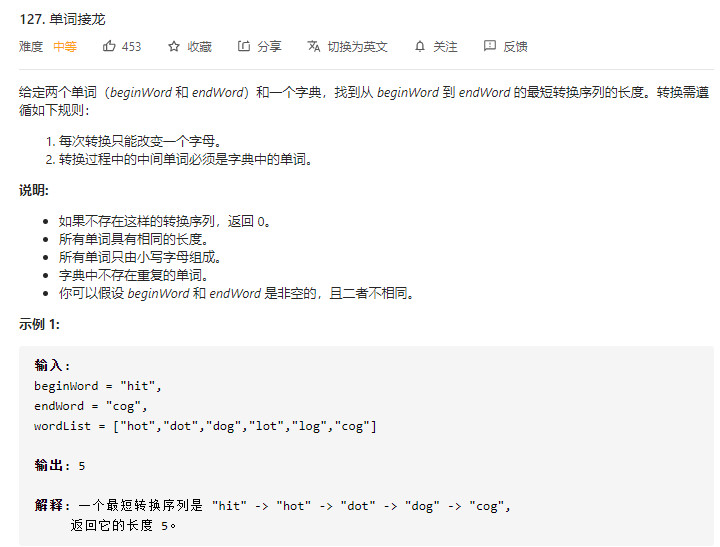 127. 单词接龙
难度 中等 453 收藏 分享 切换为英文 关注 反馈
给定两个单词（beginWord 和 endWord）和一个字典，找到从 beginWord 到 endWord 的最短转换序列的长度。转换需遵
循如下规则：
1. 每次转换只能改变一个字母。
2. 转换过程中的中间单词必须是字典中的单词。
说明:
• 如果不存在这样的转换序列，返回 0。
• 所有单词具有相同的长度。
• 所有单词只由小写字母组成。
• 字典中不存在重复的单词。
• 你可以假设 beginWord 和 endWord 是非空的，且二者不相同。
示例 1:
输入:
beginWord = "hit",
endWord = "cog",
wordList = ["hot","dot","dog","lot","log","cog"]
输出: 5
解释: 一个最短转换序列是 "hit" -> "hot" -> "dot" -> "dog" -> "cog",
返回它的长度 5。